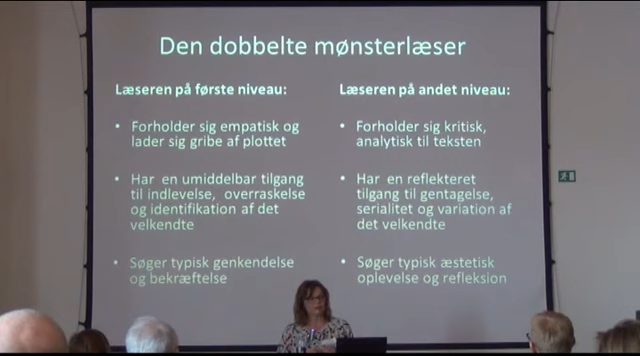 Den dobbelte mønsterlæser
Læseren på første niveau:
• Forholder sig empatisk og
lader sig gribe af plottet
• Har en umiddelbar tilgang
til indlevelse, overraskelse
og identifikation af det
velkendte
• Søger typisk genkendelse
og bekræftelse
Læseren på andet niveau:
• Forholder sig kritisk,
analytisk til teksten
• Har en reflekteret
tilgang til gentagelse,
serialitet og variation af
det velkendte
• Søger typisk æstetisk
oplevelse og refleksion